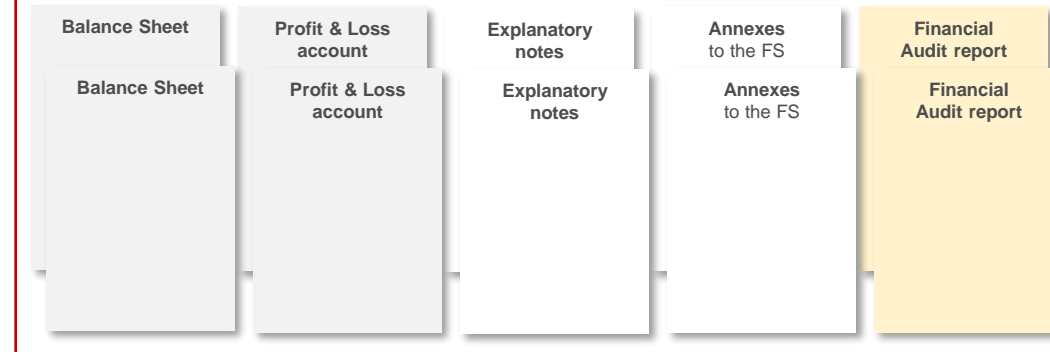 Balance Sheet
Profit & Loss
account
Explanatory
notes
Annexes
to the FS
Financial
Audit report
Balance Sheet
Profit & Loss
account
Explanatory
notes
Annexes
to the FS
Financial
Audit report